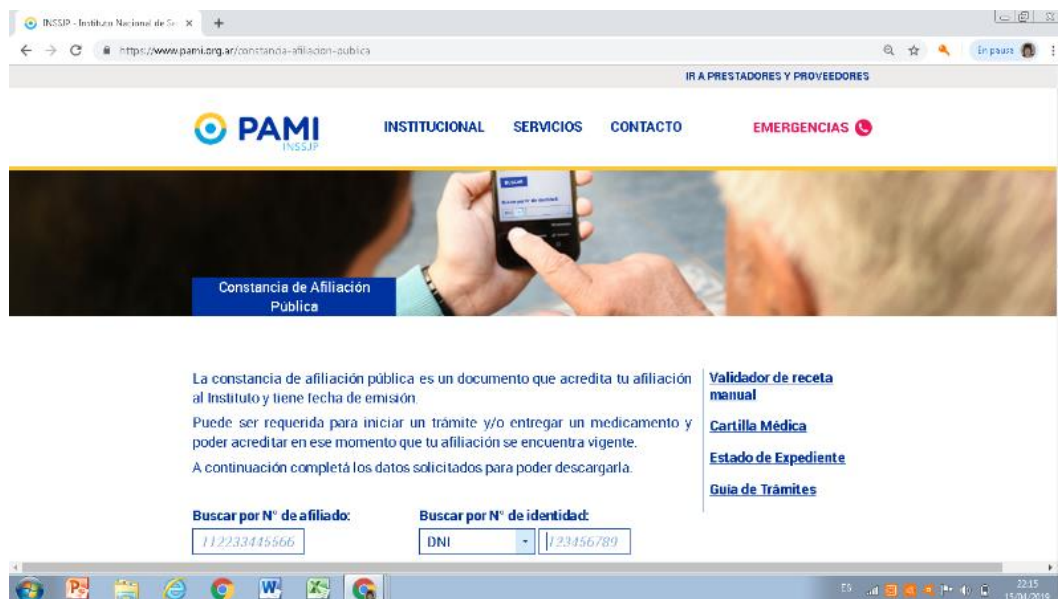 INSSJP - Instituto Nacional de Se
https://www.pami.org.ar/constancia-afiliacion-publica
En pausa
IR A PRESTADORES Y PROVEEDORES
PAMI
INSSJP
INSTITUCIONAL SERVICIOS CONTACTO EMERGENCIAS
BUSCAR
Constancia de Afiliación
Pública
La constancia de afiliación pública es un documento que acredita tu afiliación
al Instituto y tiene fecha de emisión.
Puede ser requerida para iniciar un trámite y/o entregar un medicamento y
poder acreditar en ese momento que tu afiliación se encuentra vigente.
A continuación completá los datos solicitados para poder descargarla.
Validador de receta
manual
Cartilla Médica
Estado de Expediente
Guía de Trámites
Buscar por N° de afiliado: Buscar por N° de identidad:
112233445566 DNI 123456789
ES 22:15
15/04/2019